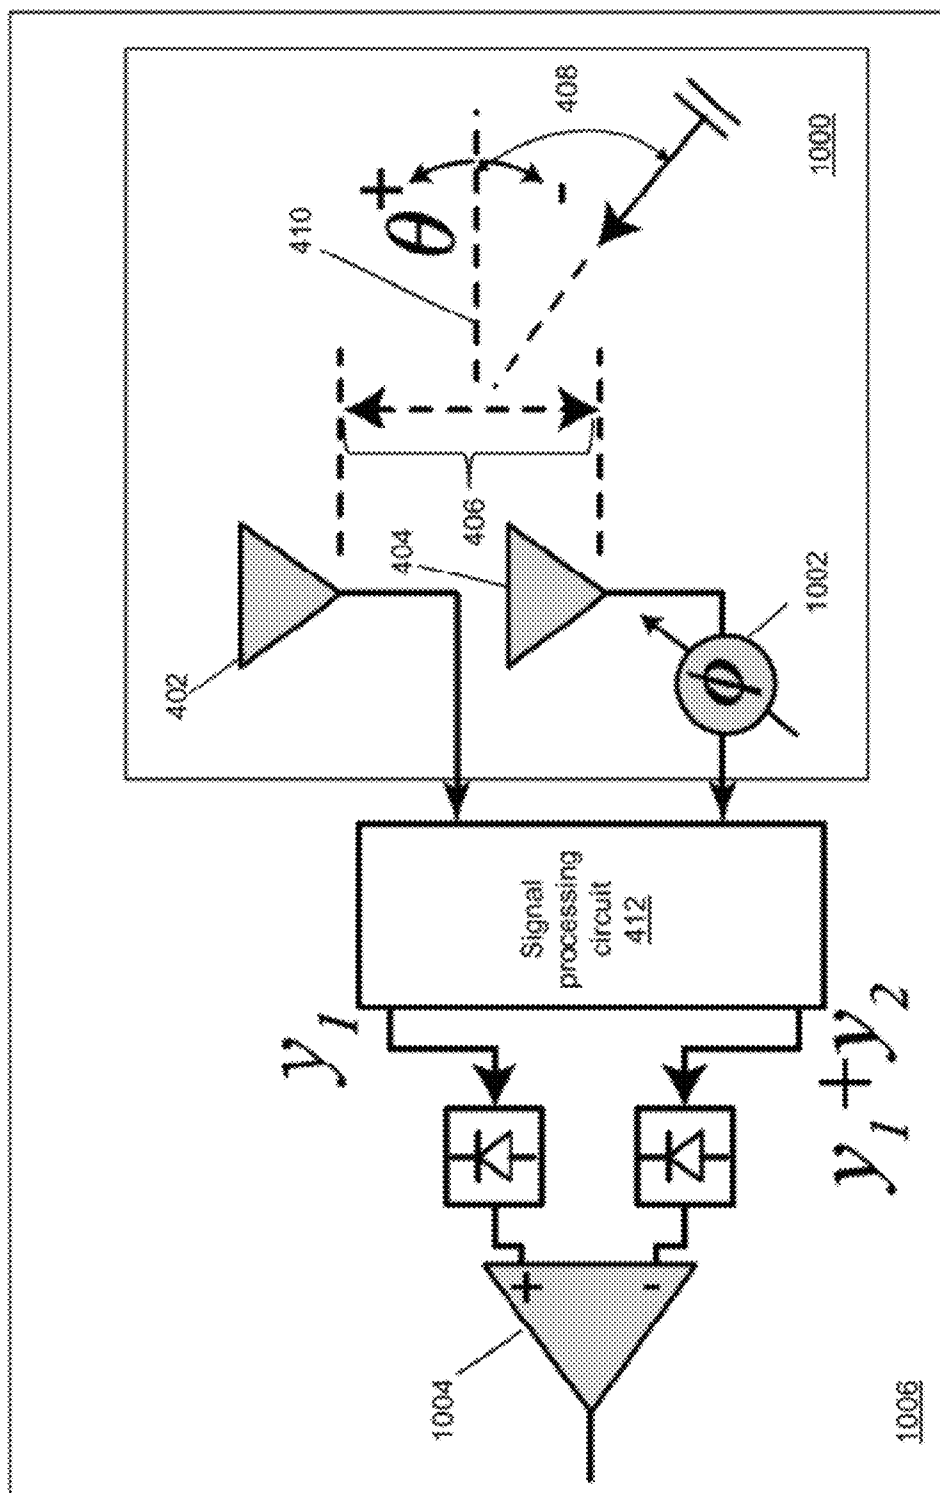 402
404
406
410
θ
+
-
408
1000
Φ
1002
Signal
processing
circuit
412
y1
y1+y2
+
-
1004
1006